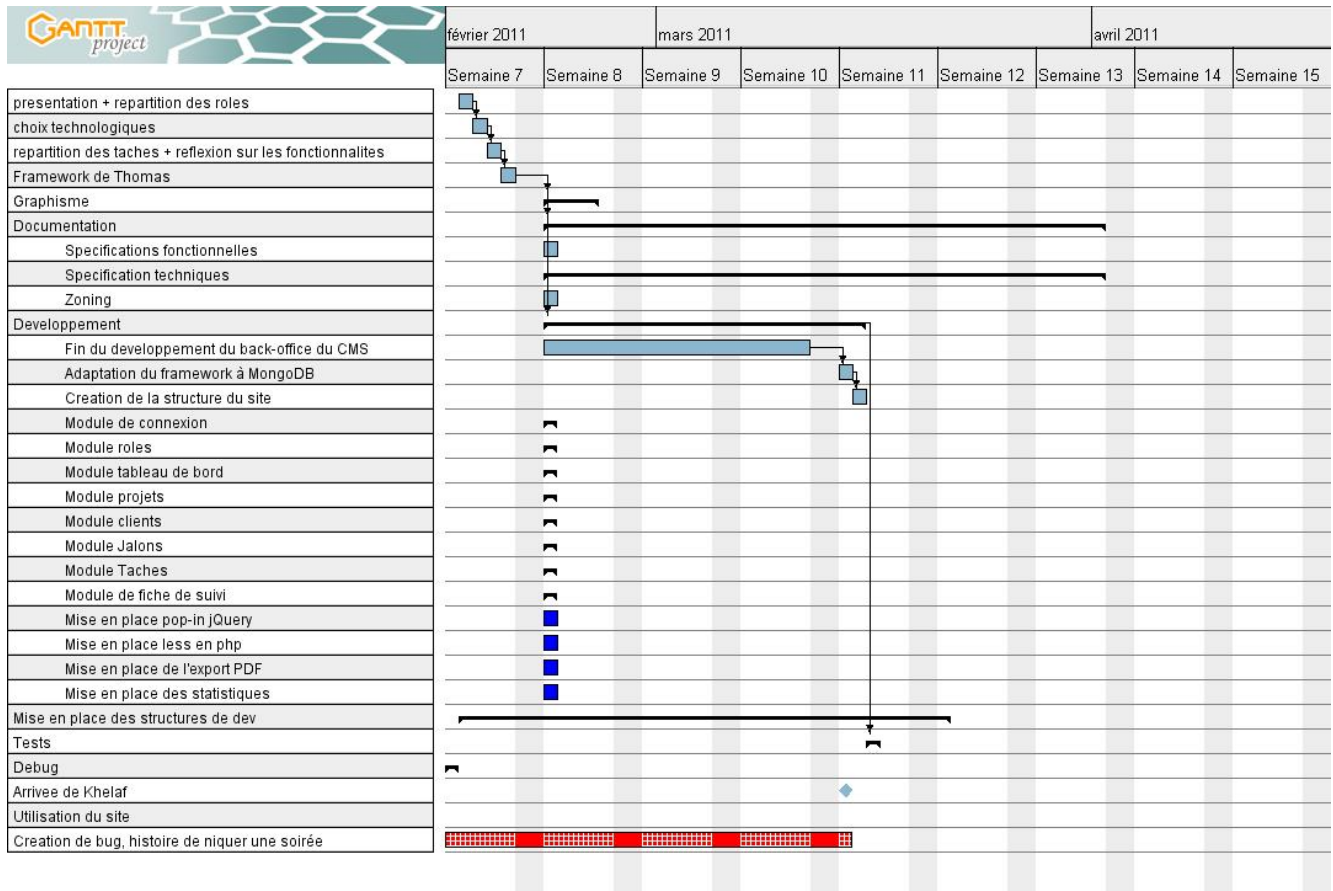 GANTT
project
février 2011
mars 2011
avril 2011
Semaine 7
Semaine 8
Semaine 9
Semaine 10
Semaine 11
Semaine 12
Semaine 13
Semaine 14
Semaine 15
presentation + repartition des roles
choix technologiques
repartition des taches + reflexion sur les fonctionnalites
Framework de Thomas
Graphisme
Documentation
Specifications fonctionnelles
Specification techniques
Zoning
Developpement
Fin du developpement du back-office du CMS
Adaptation du framework à MongoDB
Creation de la structure du site
Module de connexion
Module roles
Module tableau de bord
Module projets
Module clients
Module Jalons
Module Taches
Module de fiche de suivi
Mise en place pop-in jQuery
Mise en place less en php
Mise en place de l'export PDF
Mise en place des statistiques
Mise en place des structures de dev
Tests
Debug
Arrivee de Khelaf
Utilisation du site
Creation de bug, histoire de niquer une soirée